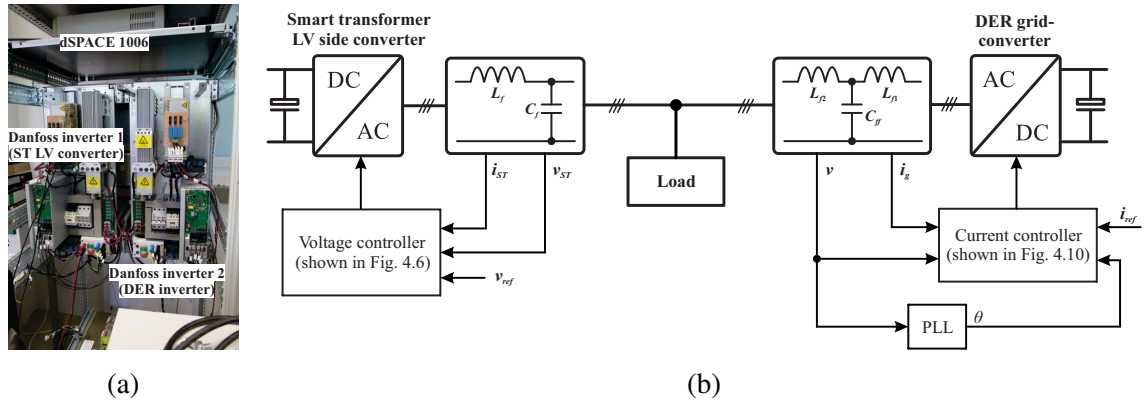 dSPACE 1006
Danfoss inverter 1
(ST LV converter)
Danfoss inverter 2
(DER inverter)
(a)
Smart transformer
LV side converter
DC
AC
L_f
C_f
i_ST
v_ST
Voltage controller
(shown in Fig. 4.6)
v_ref
Load
DER grid-
converter
L_f2
L_f1
C_ff
AC
DC
v
i_g
i_ref
Current controller
(shown in Fig. 4.10)
PLL
θ
(b)